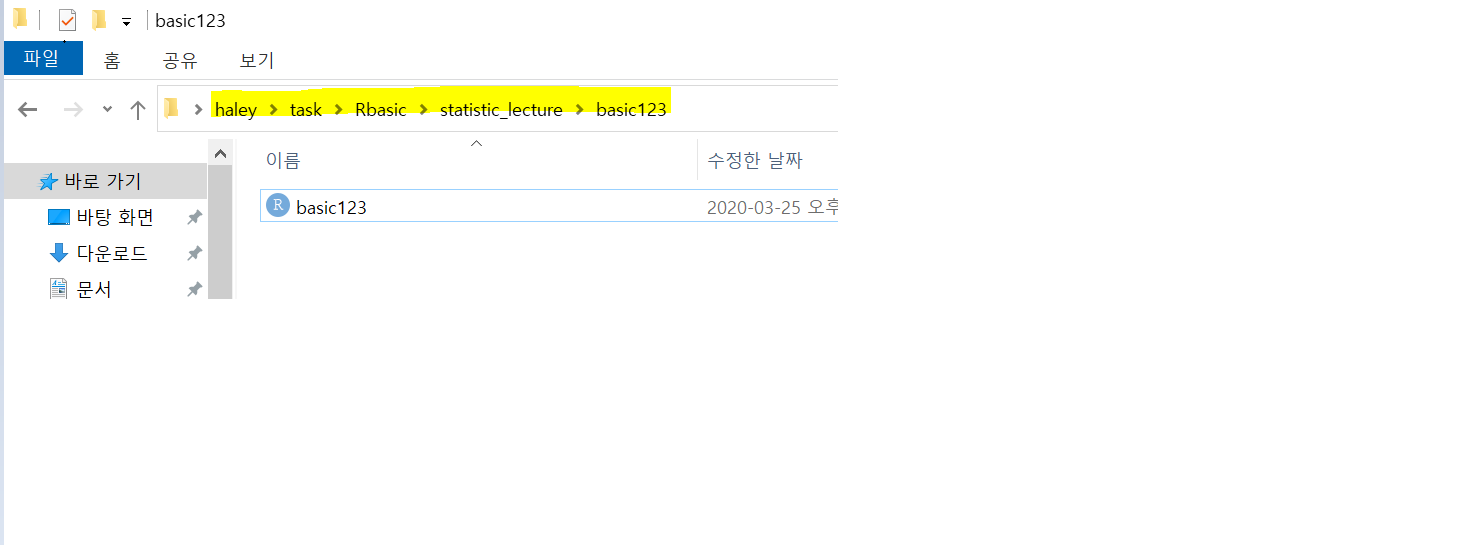 basic123
파일 홈 공유 보기
haley task Rbasic statistic_lecture basic123
이름 수정한 날짜
바로 가기
R basic123 2020-03-25 오후
바탕 화면
다운로드
문서